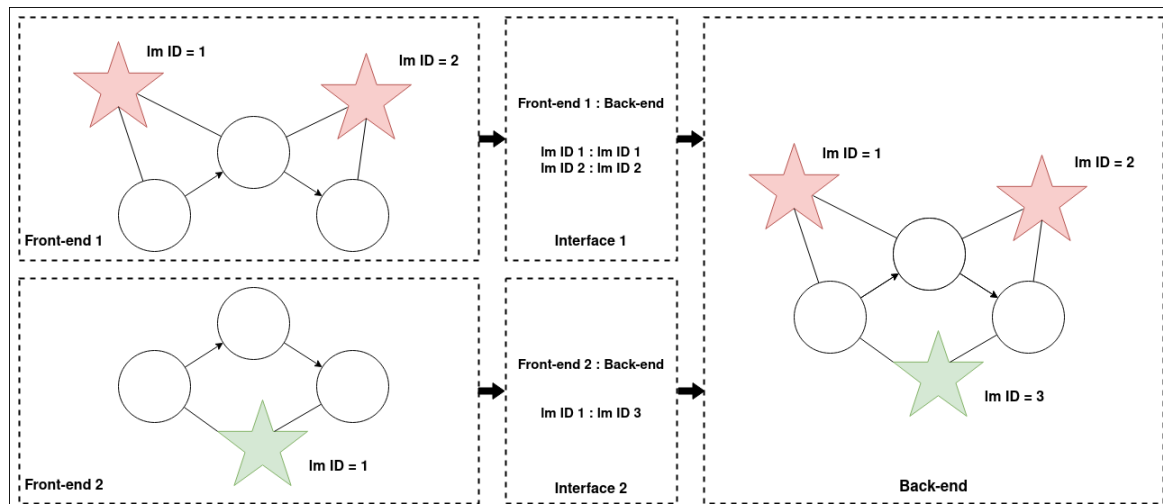 lm ID = 1
lm ID = 2
Front-end 1
Front-end 1 : Back-end
lm ID 1 : lm ID 1
lm ID 2 : lm ID 2
Interface 1
lm ID = 1
Front-end 2
Front-end 2 : Back-end
lm ID 1 : lm ID 3
Interface 2
lm ID = 1
lm ID = 2
lm ID = 3
Back-end